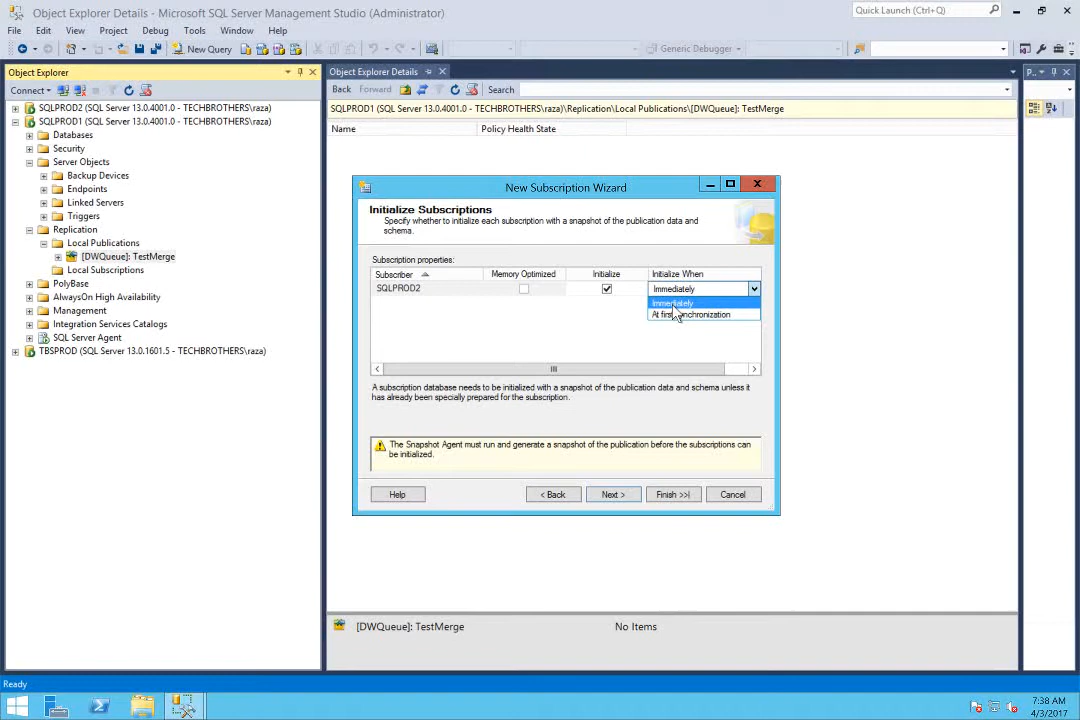 Object Explorer Details - Microsoft SQL Server Management Studio (Administrator)
Quick Launch (Ctrl+Q)
File Edit View Project Debug Tools Window Help
New Query
Generic Debugger
Object Explorer
Object Explorer Details
P...
Connect
Back Forward Search
SQLPROD1 (SQL Server 13.0.4001.0 - TECHBROTHERS\raza)\Replication\Local Publications\[DWQueue]: TestMerge
Name Policy Health State
SQLPROD2 (SQL Server 13.0.4001.0 - TECHBROTHERS\raza)
SQLPROD1 (SQL Server 13.0.4001.0 - TECHBROTHERS\raza)
Databases
Security
Server Objects
Backup Devices
Endpoints
Linked Servers
Triggers
Replication
Local Publications
[DWQueue]: TestMerge
Local Subscriptions
PolyBase
AlwaysOn High Availability
Management
Integration Services Catalogs
SQL Server Agent
TBSPROD (SQL Server 13.0.1601.5 - TECHBROTHERS\raza)
New Subscription Wizard
Initialize Subscriptions
Specify whether to initialize each subscription with a snapshot of the publication data and
schema.
Subscription properties:
Subscriber Memory Optimized Initialize Initialize When
SQLPROD2 Immediately
Immediately
At first synchronization
A subscription database needs to be initialized with a snapshot of the publication data and schema unless it
has already been specially prepared for the subscription.
The Snapshot Agent must run and generate a snapshot of the publication before the subscriptions can
be initialized.
Help < Back Next > Finish >>| Cancel
[DWQueue]: TestMerge No Items
Ready
7:38 AM
4/3/2017